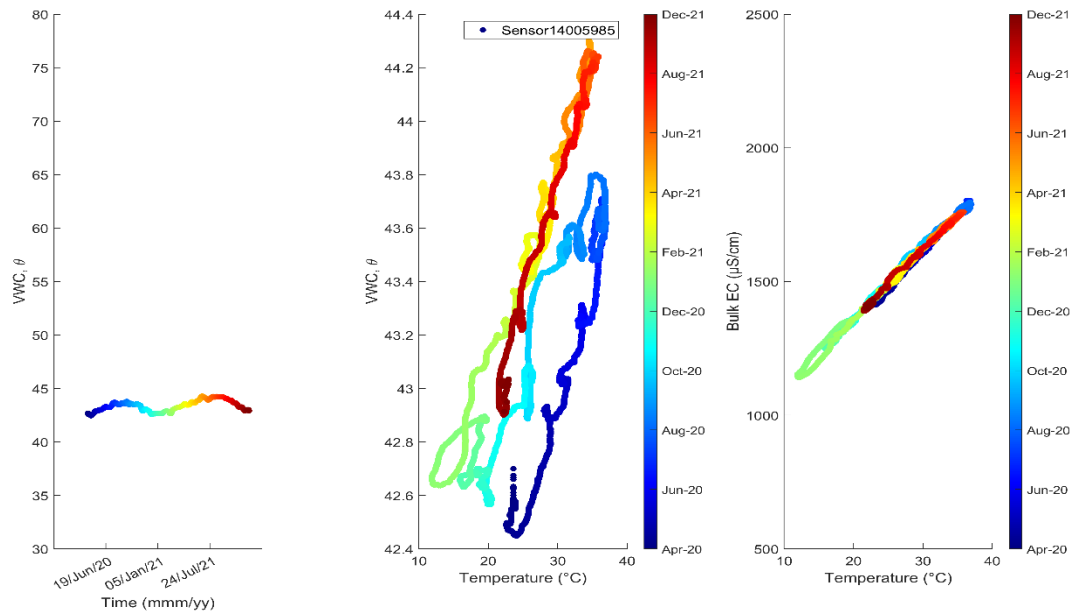 80
75
70
65
60
55
50
45
40
35
30
VWC, θ
19/Jun/20
05/Jan/21
24/Jul/21
Time (mmm/yy)
44.4
44.2
44
43.8
43.6
43.4
43.2
43
42.8
42.6
42.4
VWC, θ
10
20
30
40
Temperature (°C)
Sensor14005985
Dec-21
Aug-21
Jun-21
Apr-21
Feb-21
Dec-20
Oct-20
Aug-20
Jun-20
Apr-20
2500
2000
1500
1000
500
Bulk EC (µS/cm)
10
20
30
40
Temperature (°C)
Dec-21
Aug-21
Jun-21
Apr-21
Feb-21
Dec-20
Oct-20
Aug-20
Jun-20
Apr-20